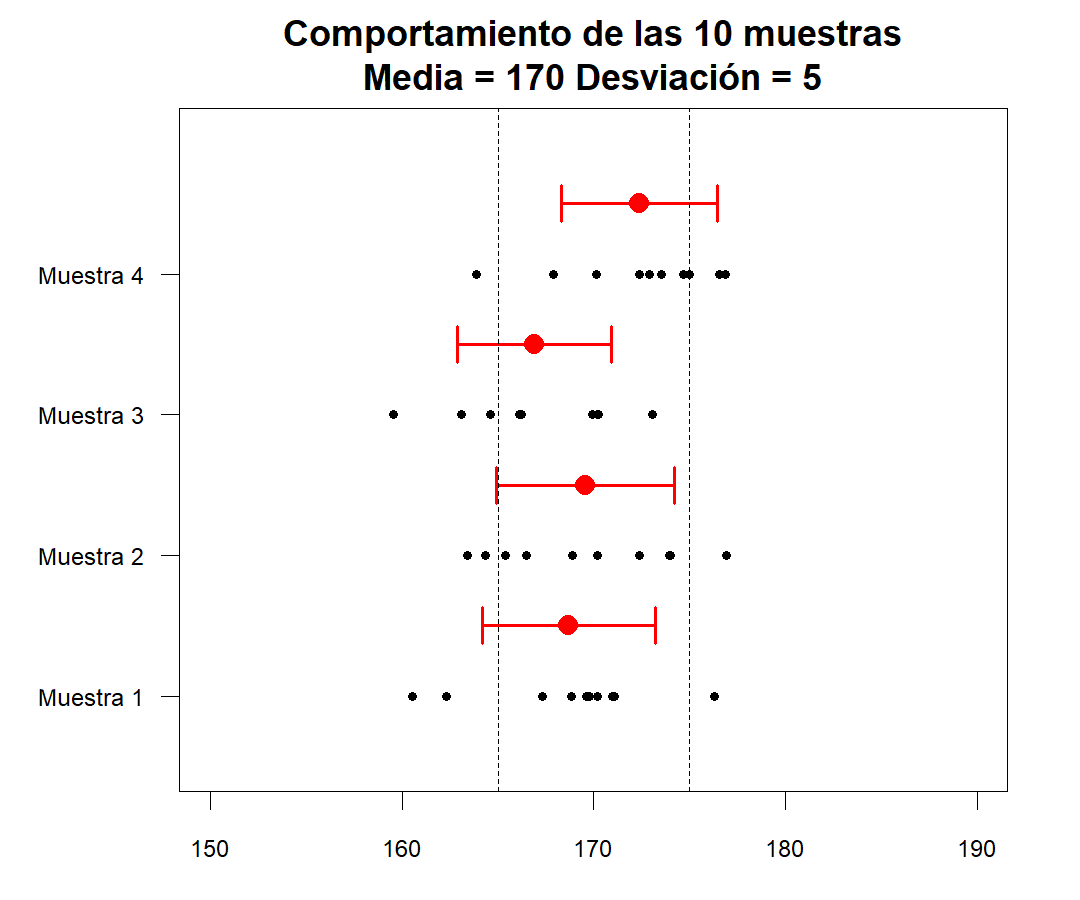 Comportamiento de las 10 muestras
Media = 170 Desviación = 5
Muestra 4
Muestra 3
Muestra 2
Muestra 1
150 160 170 180 190